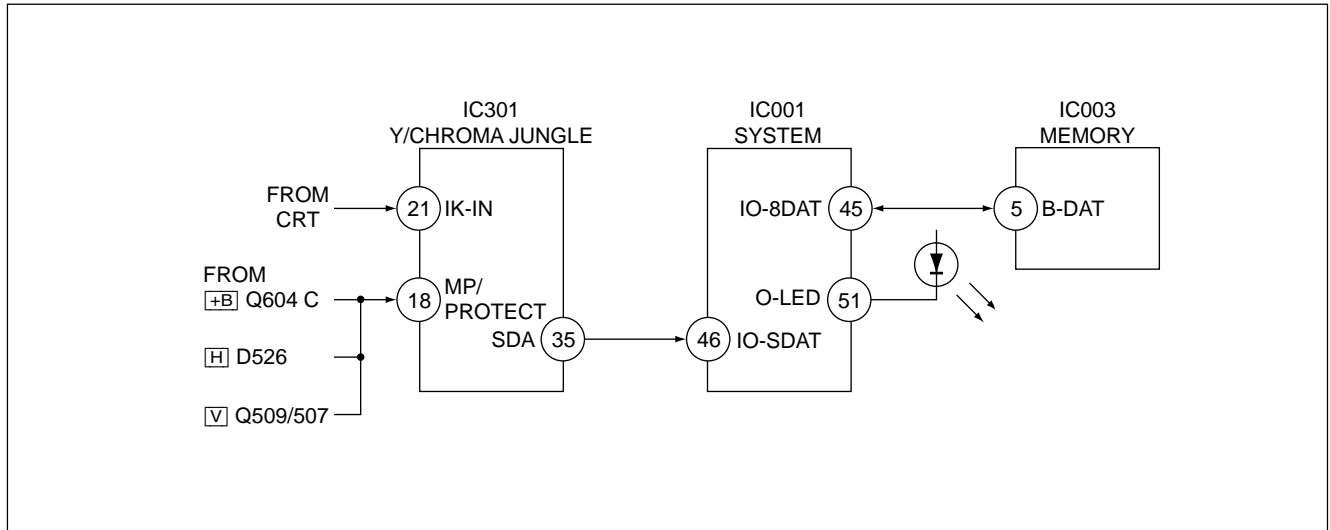 IC301
Y/CHROMA JUNGLE
IC001
SYSTEM
IC003
MEMORY
FROM
CRT
21 IK-IN
IO-8DAT 45
5 B-DAT
FROM
+B Q604 C
18 MP/
PROTECT
O-LED 51
SDA 35
46 IO-SDAT
H D526
V Q509/507